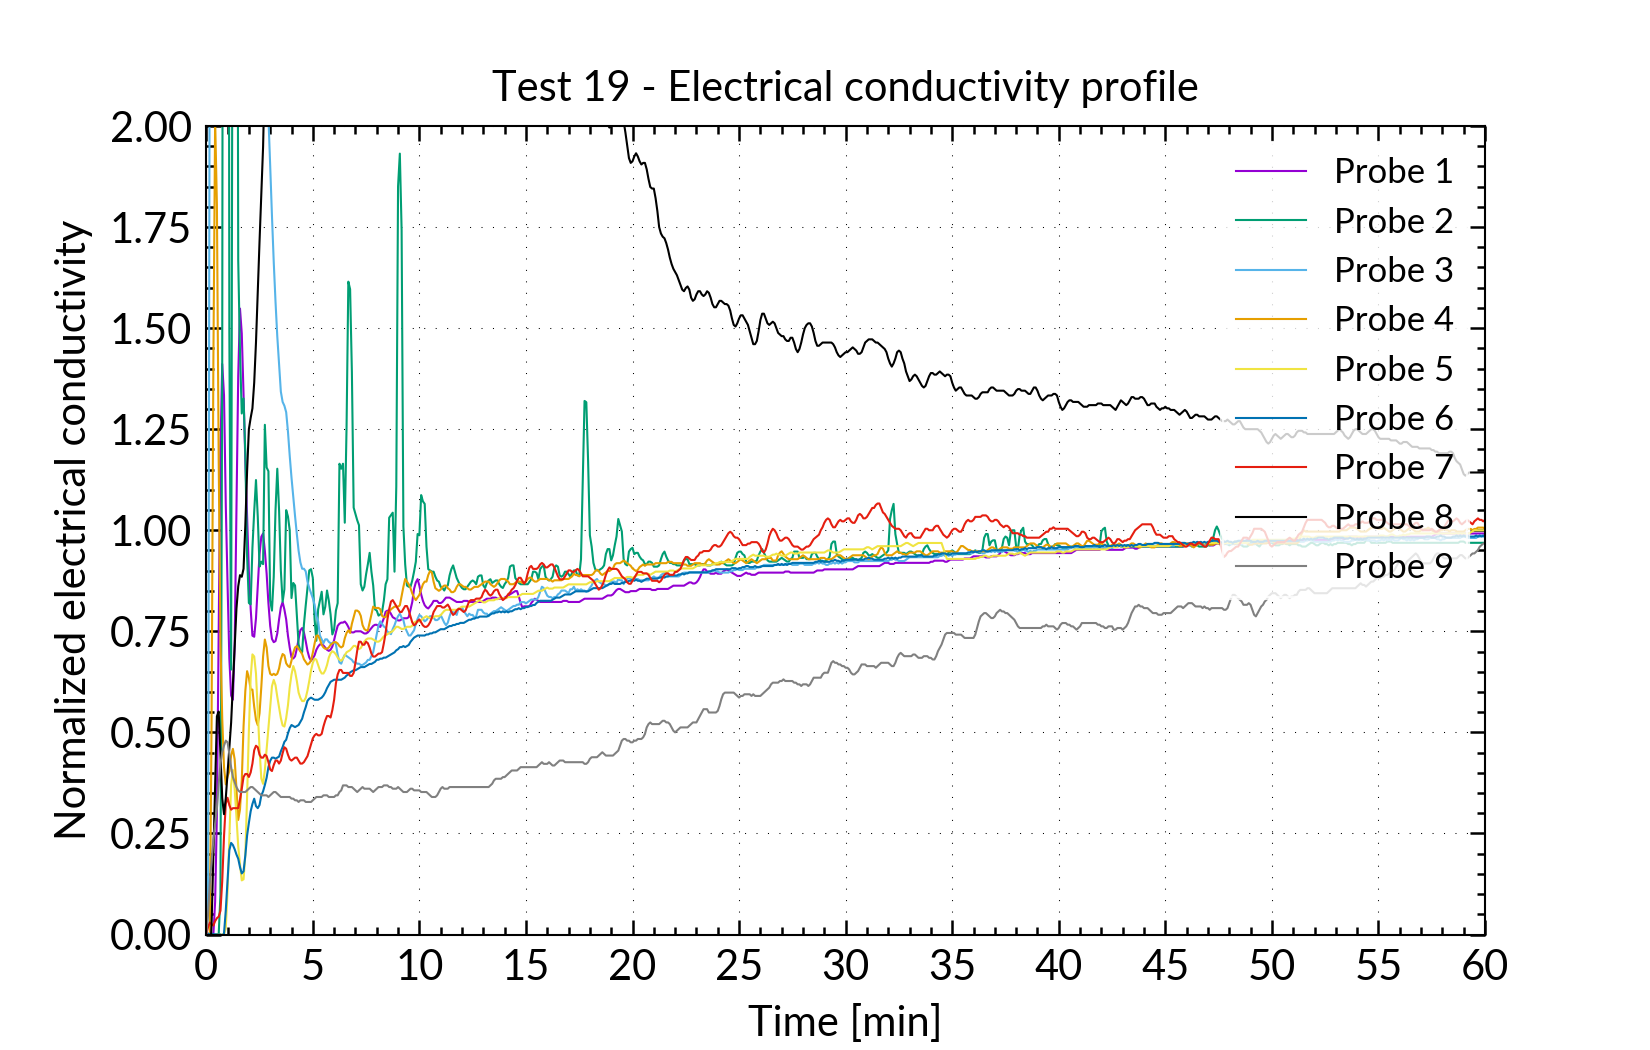 Test 19 - Electrical conductivity profile
2.00
1.75
1.50
1.25
1.00
0.75
0.50
0.25
0.00
Normalized electrical conductivity
Probe 1
Probe 2
Probe 3
Probe 4
Probe 5
Probe 6
Probe 7
Probe 8
Probe 9
0 5 10 15 20 25 30 35 40 45 50 55 60
Time [min]